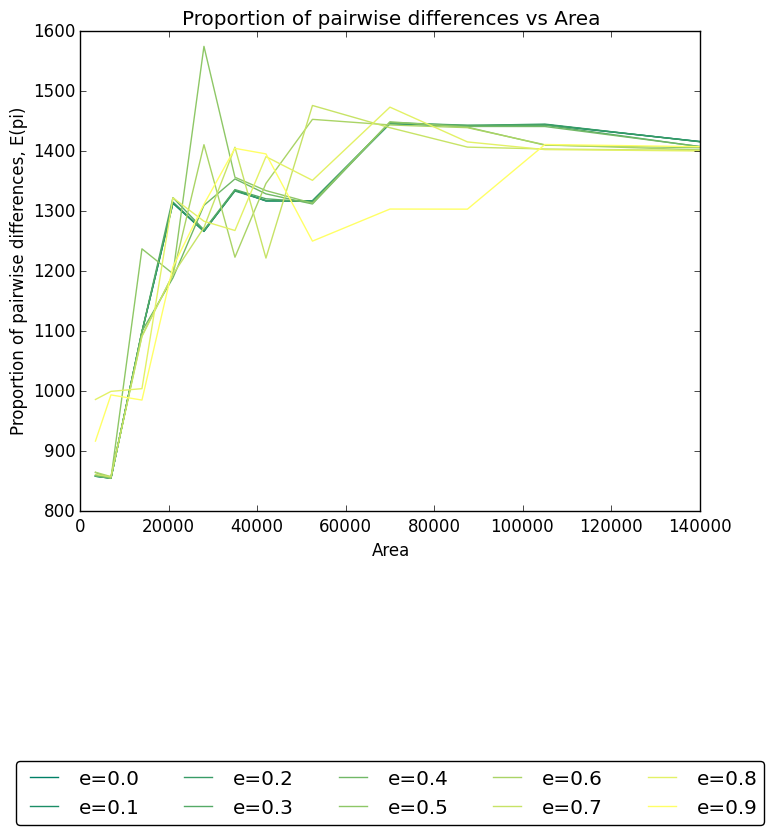 Proportion of pairwise differences vs Area
Proportion of pairwise differences, E(pi)
1600
1500
1400
1300
1200
1100
1000
900
800
0 20000 40000 60000 80000 100000 120000 140000
Area
e=0.0 e=0.2 e=0.4 e=0.6 e=0.8
e=0.1 e=0.3 e=0.5 e=0.7 e=0.9